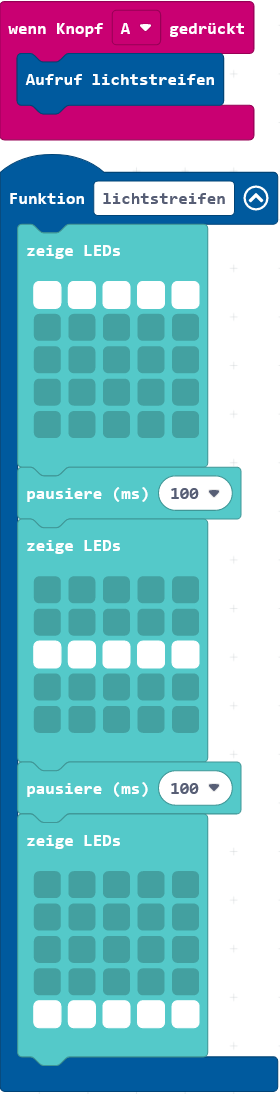 wenn Knopf A gedrückt
Aufruf lichtstreifen
Funktion lichtstreifen
zeige LEDs
pausiere (ms) 100
zeige LEDs
pausiere (ms) 100
zeige LEDs